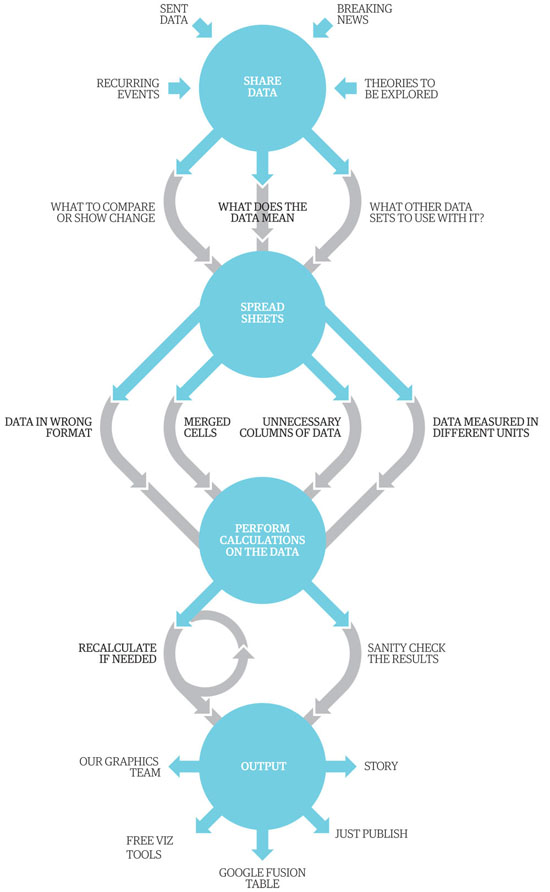 SENT
DATA
BREAKING
NEWS
RECURRING
EVENTS
SHARE
DATA
THEORIES TO
BE EXPLORED
WHAT TO COMPARE
OR SHOW CHANGE
WHAT DOES THE
DATA MEAN
WHAT OTHER DATA
SETS TO USE WITH IT?
SPREAD
SHEETS
DATA IN WRONG
FORMAT
MERGED
CELLS
UNNECESSARY
COLUMNS OF DATA
DATA MEASURED IN
DIFFERENT UNITS
PERFORM
CALCULATIONS
ON THE DATA
RECALCULATE
IF NEEDED
SANITY CHECK
THE RESULTS
OUR GRAPHICS
TEAM
OUTPUT
STORY
FREE VIZ
TOOLS
JUST PUBLISH
GOOGLE FUSION
TABLE